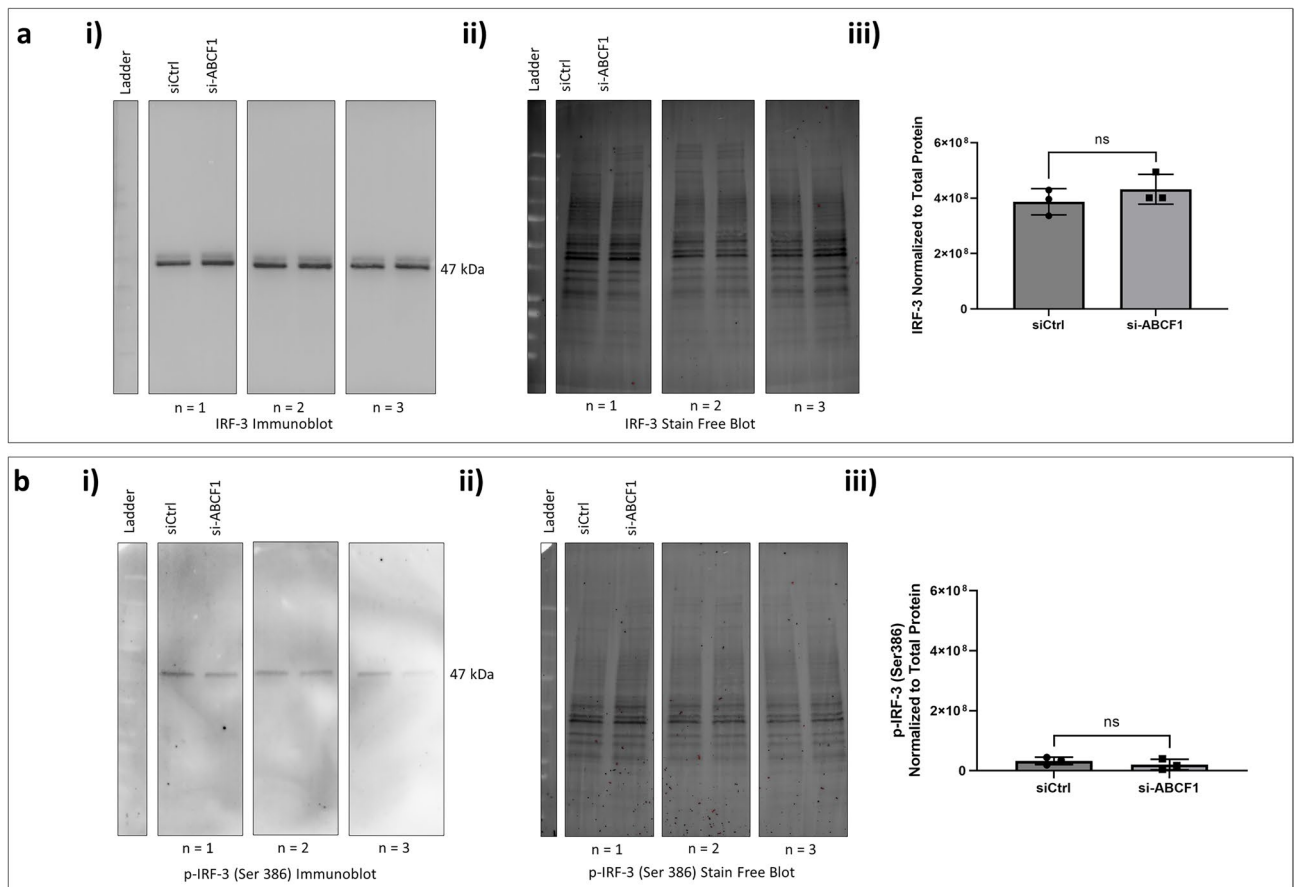 a
i)
Ladder
siCtrl
si-ABCF1
47 kDa
n = 1
n = 2
n = 3
IRF-3 Immunoblot
ii)
Ladder
siCtrl
si-ABCF1
n = 1
n = 2
n = 3
IRF-3 Stain Free Blot
iii)
IRF-3 Normalized to Total Protein
6×10⁸
4×10⁸
2×10⁸
0
ns
siCtrl
si-ABCF1
b
i)
Ladder
siCtrl
si-ABCF1
47 kDa
n = 1
n = 2
n = 3
p-IRF-3 (Ser 386) Immunoblot
ii)
Ladder
siCtrl
si-ABCF1
n = 1
n = 2
n = 3
p-IRF-3 (Ser 386) Stain Free Blot
iii)
p-IRF-3 (Ser386)
Normalized to Total Protein
6×10⁸
4×10⁸
2×10⁸
0
ns
siCtrl
si-ABCF1